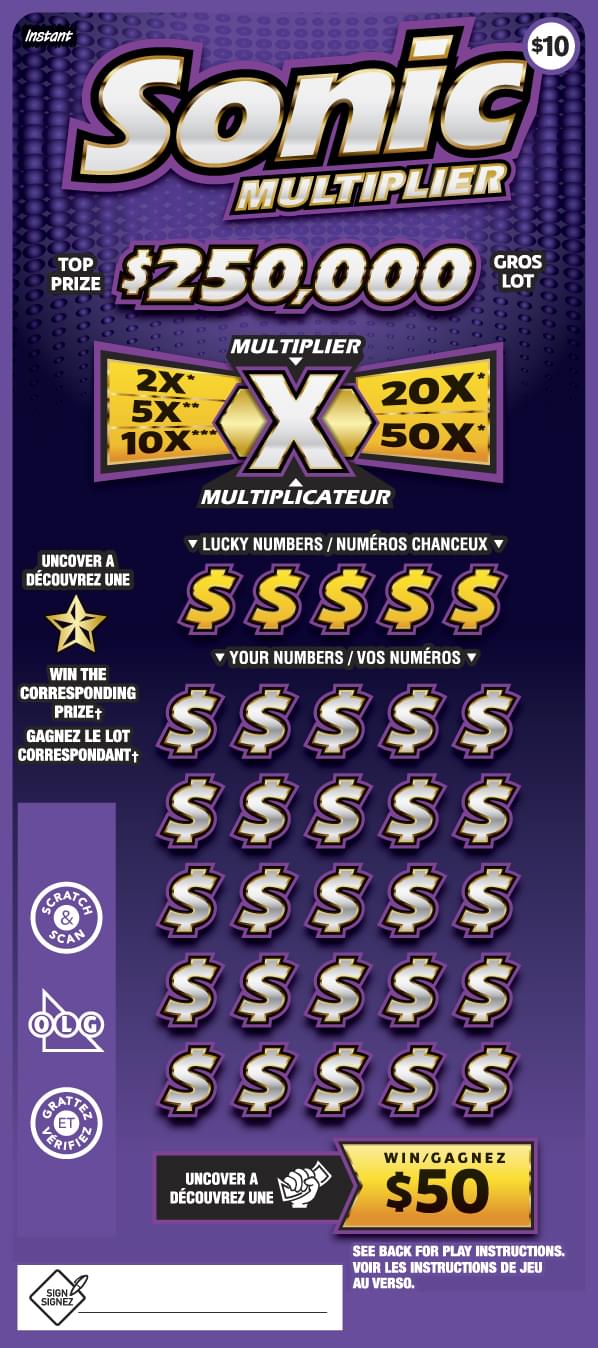 Instant
$10
Sonic
MULTIPLIER
TOP
PRIZE
$250,000
GROS
LOT
MULTIPLIER
2X*
5X**
10X***
X
20X*
50X*
MULTIPLICATEUR
▼ LUCKY NUMBERS / NUMÉROS CHANCEUX ▼
$ $ $ $ $
UNCOVER A
DÉCOUVREZ UNE
WIN THE
CORRESPONDING
PRIZE†
GAGNEZ LE LOT
CORRESPONDANT†
▼ YOUR NUMBERS / VOS NUMÉROS ▼
$ $ $ $ $
$ $ $ $ $
$ $ $ $ $
$ $ $ $ $
$ $ $ $ $
SCRATCH
&
SCAN
OLG
GRATTEZ
ET
VÉRIFIEZ
UNCOVER A
DÉCOUVREZ UNE
WIN/GAGNEZ
$50
SEE BACK FOR PLAY INSTRUCTIONS.
VOIR LES INSTRUCTIONS DE JEU
AU VERSO.
SIGN
SIGNEZ